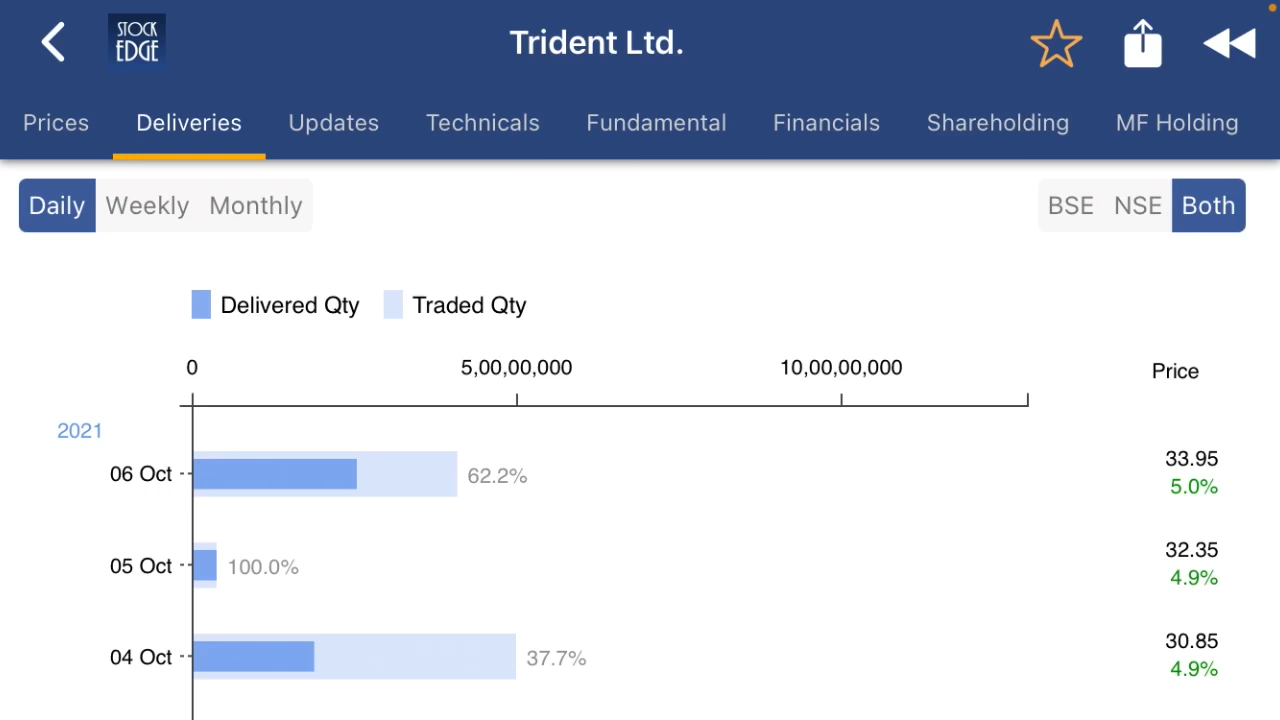 STOCK
EDGE
Trident Ltd.
Prices Deliveries Updates Technicals Fundamental Financials Shareholding MF Holding
Daily Weekly Monthly BSE NSE Both
Delivered Qty Traded Qty
0 5,00,00,000 10,00,00,000 Price
2021
06 Oct 62.2% 33.95
5.0%
05 Oct 100.0% 32.35
4.9%
04 Oct 37.7% 30.85
4.9%